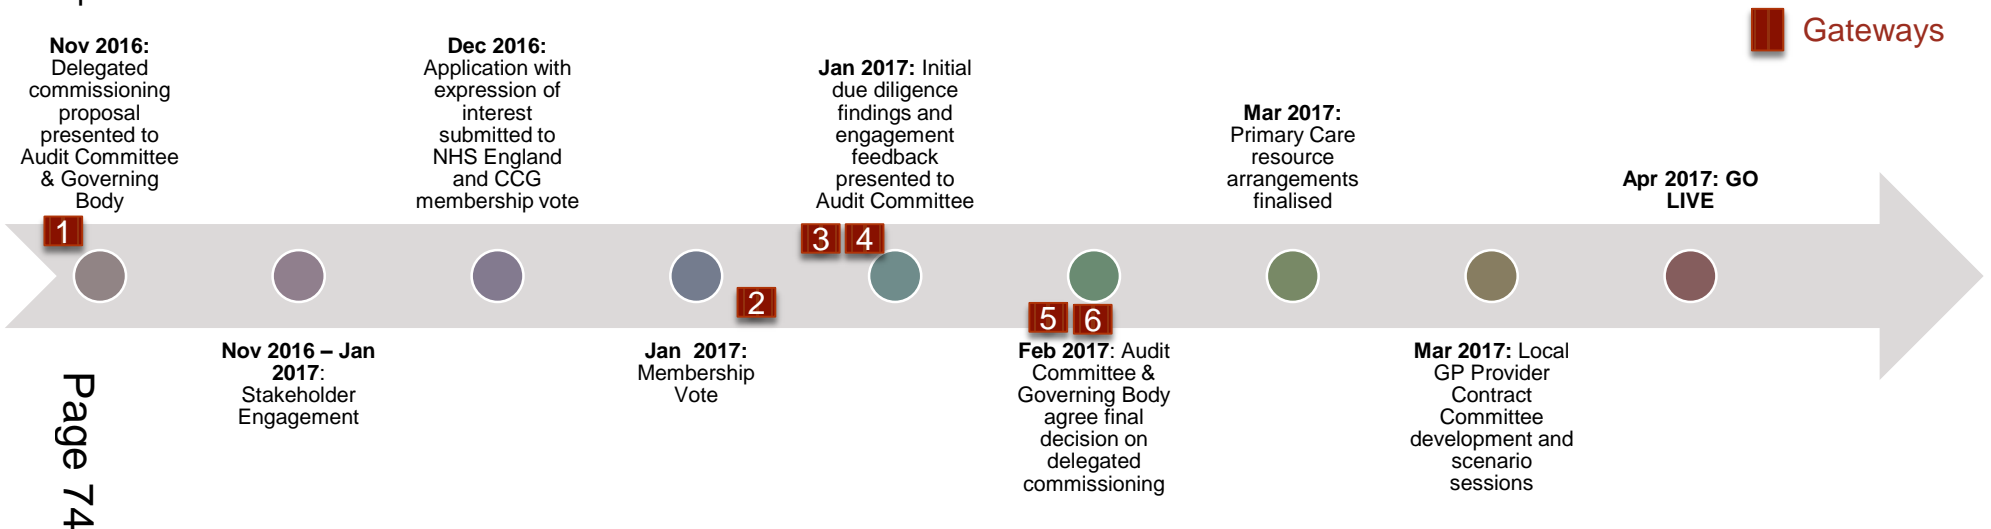 Gateways
Nov 2016:
Delegated
commissioning
proposal
presented to
Audit Committee
& Governing
Body
Dec 2016:
Application with
expression of
interest
submitted to
NHS England
and CCG
membership vote
Jan 2017: Initial
due diligence
findings and
engagement
feedback
presented to
Audit Committee
Mar 2017:
Primary Care
resource
arrangements
finalised
Apr 2017: GO
LIVE
1
2
3
4
5
6
Nov 2016 – Jan
2017:
Stakeholder
Engagement
Jan 2017:
Membership
Vote
Feb 2017: Audit
Committee &
Governing Body
agree final
decision on
delegated
commissioning
Mar 2017: Local
GP Provider
Contract
Committee
development and
scenario
sessions
Page 74